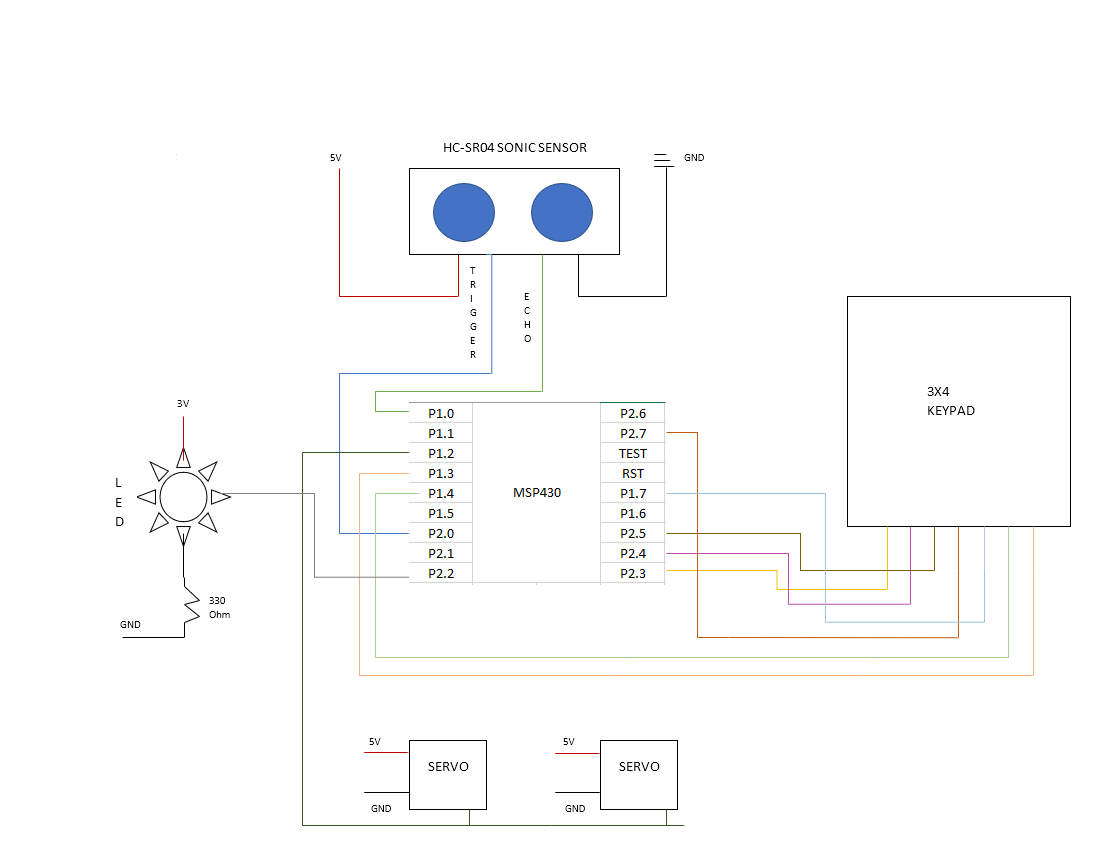 HC-SR04 SONIC SENSOR
5V
GND
TRIGGER
ECHO
3X4
KEYPAD
3V
LED
330
Ohm
GND
MSP430
P1.0
P1.1
P1.2
P1.3
P1.4
P1.5
P2.0
P2.1
P2.2
P2.6
P2.7
TEST
RST
P1.7
P1.6
P2.5
P2.4
P2.3
5V
SERVO
GND
5V
SERVO
GND